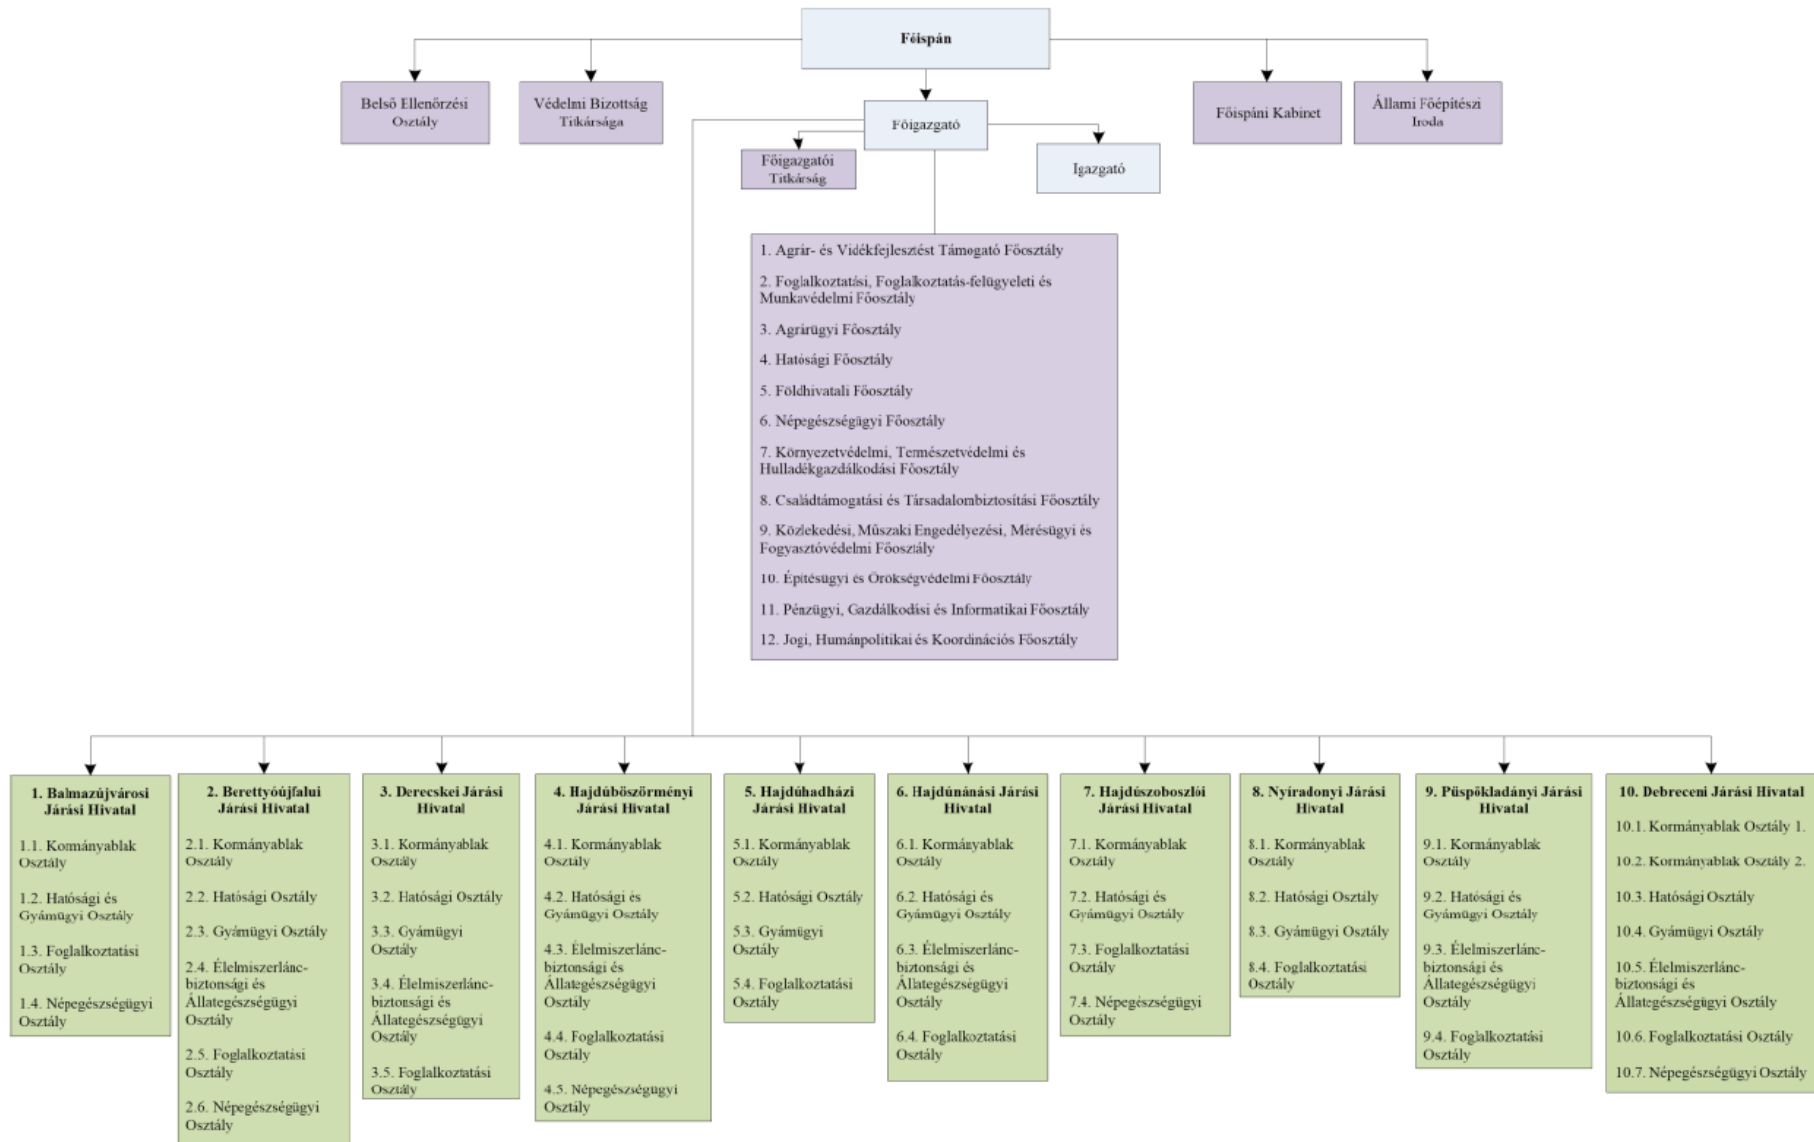 Főispán
Belső Ellenőrzési
Osztály
Védelmi Bizottság
Titkársága
Főigazgató
Főispáni Kabinet
Állami Főépítészi
Iroda
Főigazgatói
Titkárság
Igazgató
1. Agrár- és Vidékfejlesztést Támogató Főosztály
2. Foglalkoztatási, Foglalkoztatás-felügyeleti és
Munkavédelmi Főosztály
3. Agrárügyi Főosztály
4. Hatósági Főosztály
5. Földhivatali Főosztály
6. Népegészségügyi Főosztály
7. Környezetvédelmi, Természetvédelmi és
Hulladékgazdálkodási Főosztály
8. Családtámogatási és Társadalombiztosítási Főosztály
9. Közlekedési, Műszaki Engedélyezési, Mérésügyi és
Fogyasztóvédelmi Főosztály
10. Építésügyi és Örökségvédelmi Főosztály
11. Pénzügyi, Gazdálkodási és Informatikai Főosztály
12. Jogi, Humánpolitikai és Koordinációs Főosztály
1. Balmazújvárosi
Járási Hivatal
1.1. Kormányablak
Osztály
1.2. Hatósági és
Gyámügyi Osztály
1.3. Foglalkoztatási
Osztály
1.4. Népegészségügyi
Osztály
2. Berettyóújfalui
Járási Hivatal
2.1. Kormányablak
Osztály
2.2. Hatósági Osztály
2.3. Gyámügyi Osztály
2.4. Élelmiszerlánc-
biztonsági és
Állategészségügyi
Osztály
2.5. Foglalkoztatási
Osztály
2.6. Népegészségügyi
Osztály
3. Derecskei Járási
Hivatal
3.1. Kormányablak
Osztály
3.2. Hatósági Osztály
3.3. Gyámügyi
Osztály
3.4. Élelmiszerlánc-
biztonsági és
Állategészségügyi
Osztály
3.5. Foglalkoztatási
Osztály
4. Hajdúböszörményi
Járási Hivatal
4.1. Kormányablak
Osztály
4.2. Hatósági és
Gyámügyi Osztály
4.3. Élelmiszerlánc-
biztonsági és
Állategészségügyi
Osztály
4.4. Foglalkoztatási
Osztály
4.5. Népegészségügyi
Osztály
5. Hajdúhadházi
Járási Hivatal
5.1. Kormányablak
Osztály
5.2. Hatósági Osztály
5.3. Gyámügyi
Osztály
5.4. Foglalkoztatási
Osztály
6. Hajdúnánási Járási
Hivatal
6.1. Kormányablak
Osztály
6.2. Hatósági és
Gyámügyi Osztály
6.3. Élelmiszerlánc-
biztonsági és
Állategészségügyi
Osztály
6.4. Foglalkoztatási
Osztály
7. Hajdúszoboszlói
Járási Hivatal
7.1. Kormányablak
Osztály
7.2. Hatósági és
Gyámügyi Osztály
7.3. Foglalkoztatási
Osztály
7.4. Népegészségügyi
Osztály
8. Nyíradonyi Járási
Hivatal
8.1. Kormányablak
Osztály
8.2. Hatósági Osztály
8.3. Gyámügyi Osztály
8.4. Foglalkoztatási
Osztály
9. Püspökladányi Járási
Hivatal
9.1. Kormányablak
Osztály
9.2. Hatósági és
Gyámügyi Osztály
9.3. Élelmiszerlánc-
biztonsági és
Állategészségügyi
Osztály
9.4. Foglalkoztatási
Osztály
10. Debreceni Járási Hivatal
10.1. Kormányablak Osztály 1.
10.2. Kormányablak Osztály 2.
10.3. Hatósági Osztály
10.4. Gyámügyi Osztály
10.5. Élelmiszerlánc-
biztonsági és
Állategészségügyi Osztály
10.6. Foglalkoztatási Osztály
10.7. Népegészségügyi Osztály